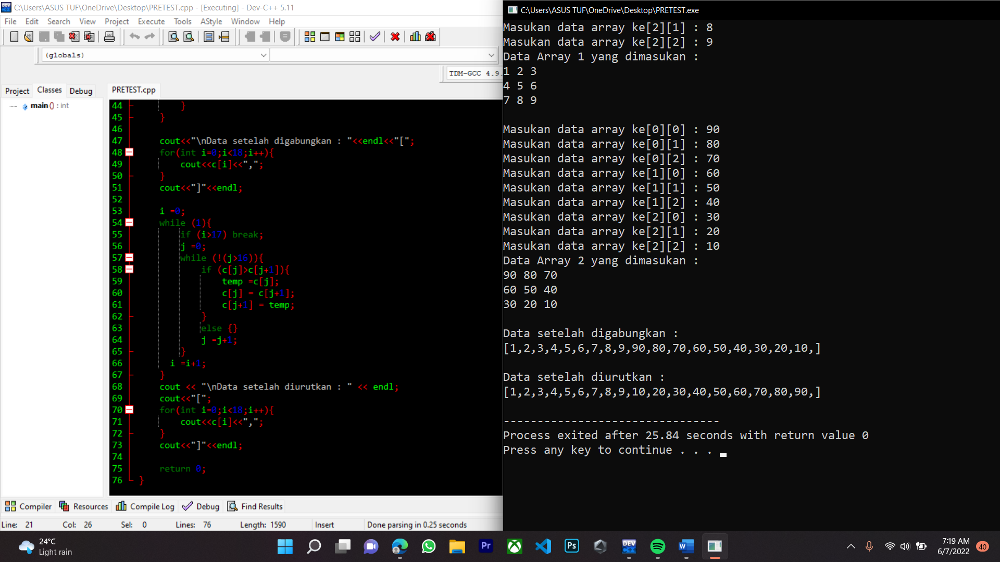 C:\Users\ASUS TUF\OneDrive\Desktop\PRETEST.cpp - [Executing] - Dev-C++ 5.11
File Edit Search View Project Execute Tools AStyle Window Help
(globals)
TDM-GCC 4.9.
Project Classes Debug
main () : int
PRETEST.cpp
44 }
45 }
46
47 cout<<"\nData setelah digabungkan : "<<endl<<"[";
48 for(int i=0;i<18;i++){
49 cout<<c[i]<<",";
50 }
51 cout<<"]"<<endl;
52
53 i =0;
54 while (1){
55 if (i>17) break;
56 j =0;
57 while (!(j>16)){
58 if (c[j]>c[j+1]){
59 temp =c[j];
60 c[j] = c[j+1];
61 c[j+1] = temp;
62 }
63 else {}
64 j =j+1;
65 }
66 i =i+1;
67 }
68 cout << "\nData setelah diurutkan : " << endl;
69 cout<<"[";
70 for(int i=0;i<18;i++){
71 cout<<c[i]<<",";
72 }
73 cout<<"]"<<endl;
74
75 return 0;
76 }
Compiler Resources Compile Log Debug Find Results
Line: 21 Col: 26 Sel: 0 Lines: 76 Length: 1590 Insert Done parsing in 0.25 seconds
C:\Users\ASUS TUF\OneDrive\Desktop\PRETEST.exe
Masukan data array ke[2][1] : 8
Masukan data array ke[2][2] : 9
Data Array 1 yang dimasukan :
1 2 3
4 5 6
7 8 9
Masukan data array ke[0][0] : 90
Masukan data array ke[0][1] : 80
Masukan data array ke[0][2] : 70
Masukan data array ke[1][0] : 60
Masukan data array ke[1][1] : 50
Masukan data array ke[1][2] : 40
Masukan data array ke[2][0] : 30
Masukan data array ke[2][1] : 20
Masukan data array ke[2][2] : 10
Data Array 2 yang dimasukan :
90 80 70
60 50 40
30 20 10
Data setelah digabungkan :
[1,2,3,4,5,6,7,8,9,90,80,70,60,50,40,30,20,10,]
Data setelah diurutkan :
[1,2,3,4,5,6,7,8,9,10,20,30,40,50,60,70,80,90,]
--------------------------------
Process exited after 25.84 seconds with return value 0
Press any key to continue . . .
24°C
Light rain
Pr
Ps
DEV
C++
W
7:19 AM
6/7/2022
40